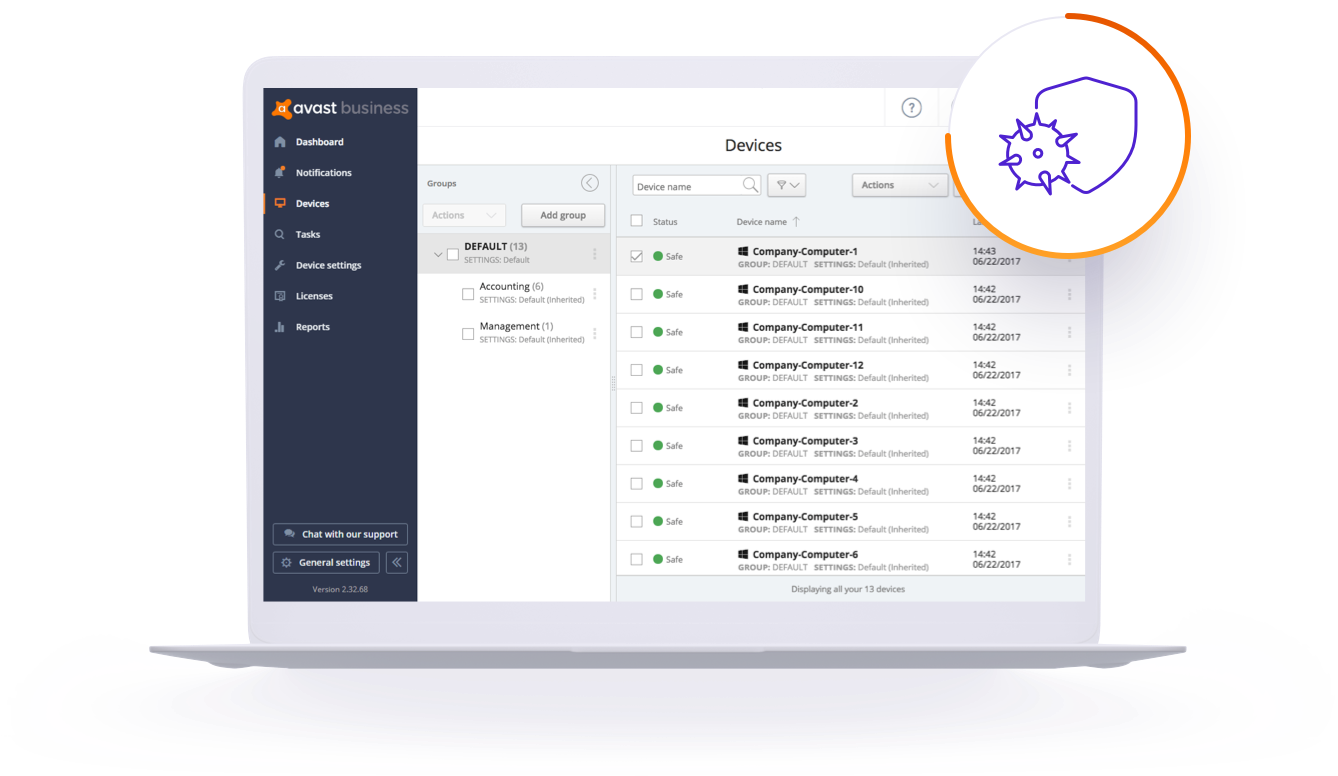 avast business
Dashboard
Notifications
Devices
Tasks
Device settings
Licenses
Reports
Chat with our support
General settings
Version 2.32.68
?
Devices
Groups
Actions
Add group
DEFAULT (13)
SETTINGS: Default
Accounting (6)
SETTINGS: Default (Inherited)
Management (1)
SETTINGS: Default (Inherited)
Device name
Actions
Status
Device name
Safe
Company-Computer-1
GROUP: DEFAULT SETTINGS: Default (Inherited)
14:43
06/22/2017
Safe
Company-Computer-10
GROUP: DEFAULT SETTINGS: Default (Inherited)
14:42
06/22/2017
Safe
Company-Computer-11
GROUP: DEFAULT SETTINGS: Default (Inherited)
14:42
06/22/2017
Safe
Company-Computer-12
GROUP: DEFAULT SETTINGS: Default (Inherited)
14:42
06/22/2017
Safe
Company-Computer-2
GROUP: DEFAULT SETTINGS: Default (Inherited)
14:42
06/22/2017
Safe
Company-Computer-3
GROUP: DEFAULT SETTINGS: Default (Inherited)
14:42
06/22/2017
Safe
Company-Computer-4
GROUP: DEFAULT SETTINGS: Default (Inherited)
14:42
06/22/2017
Safe
Company-Computer-5
GROUP: DEFAULT SETTINGS: Default (Inherited)
14:42
06/22/2017
Safe
Company-Computer-6
GROUP: DEFAULT SETTINGS: Default (Inherited)
14:42
06/22/2017
Displaying all your 13 devices